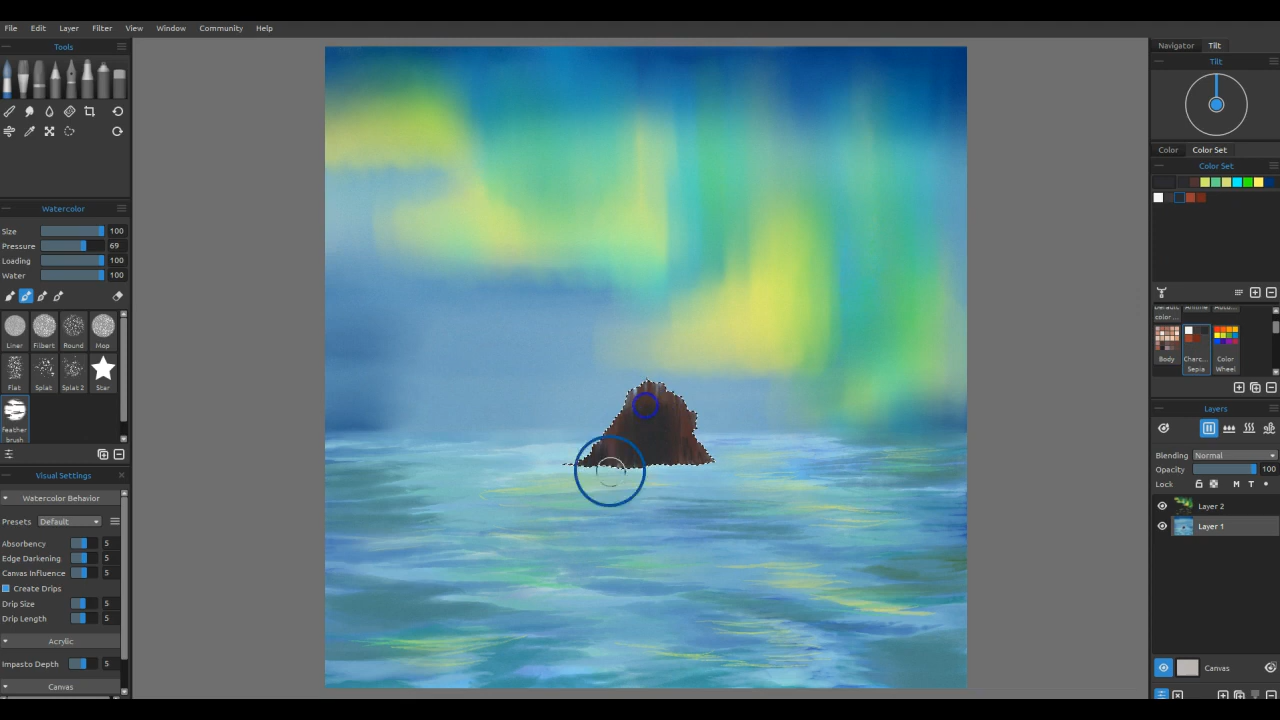 File Edit Layer Filter View Window Community Help
Tools
Watercolor
Size 100
Pressure 69
Loading 100
Water 100
Liner Filbert Round Mop
Flat Splat Splat 2 Star
Feather
brush
Visual Settings
Watercolor Behavior
Presets Default
Absorbency 5
Edge Darkening 5
Canvas Influence 5
Create Drips
Drip Size 5
Drip Length 5
Acrylic
Impasto Depth 5
Canvas
Navigator Tilt
Tilt
Color Color Set
Color Set
color ...
Body Charc... Color
Sepia Wheel
Layers
Blending Normal
Opacity 100
Lock M T
Layer 2
Layer 1
Canvas